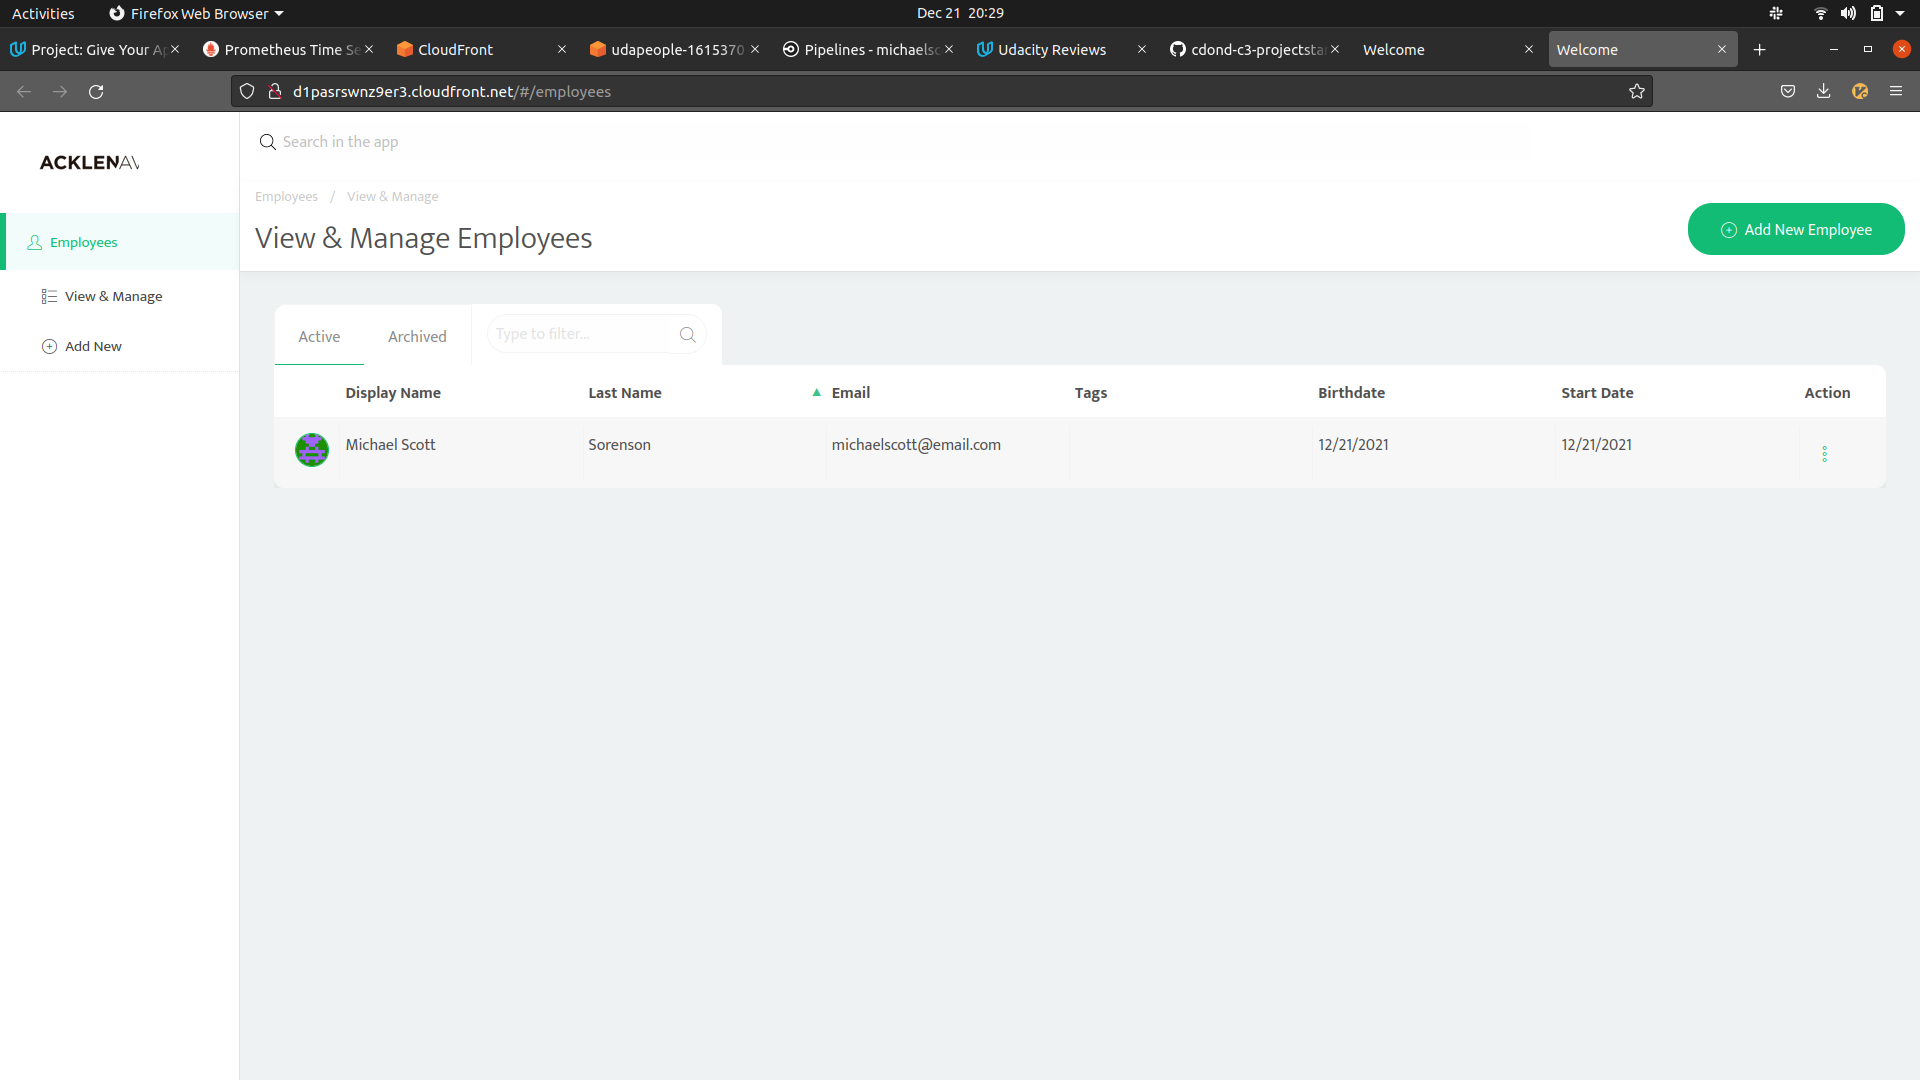 Activities
Firefox Web Browser
Dec 21 20:29
Project: Give Your Ap
Prometheus Time Se
CloudFront
udapeople-1615370
Pipelines - michaelsc
Udacity Reviews
cdond-c3-projectstar
Welcome
Welcome
d1pasrswnz9er3.cloudfront.net/#/employees
ACKLENAV
Search in the app
Employees / View & Manage
View & Manage Employees
Add New Employee
Employees
View & Manage
Add New
Active
Archived
Type to filter...
Display Name Last Name Email Tags Birthdate Start Date Action
Michael Scott Sorenson michaelscott@email.com 12/21/2021 12/21/2021